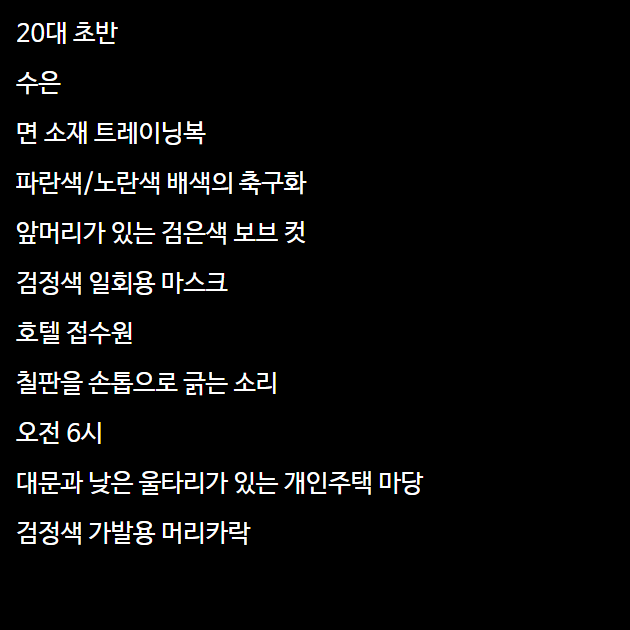 20대 초반
수은
면 소재 트레이닝복
파란색/노란색 배색의 축구화
앞머리가 있는 검은색 보브 컷
검정색 일회용 마스크
호텔 접수원
칠판을 손톱으로 긁는 소리
오전 6시
대문과 낮은 울타리가 있는 개인주택 마당
검정색 가발용 머리카락